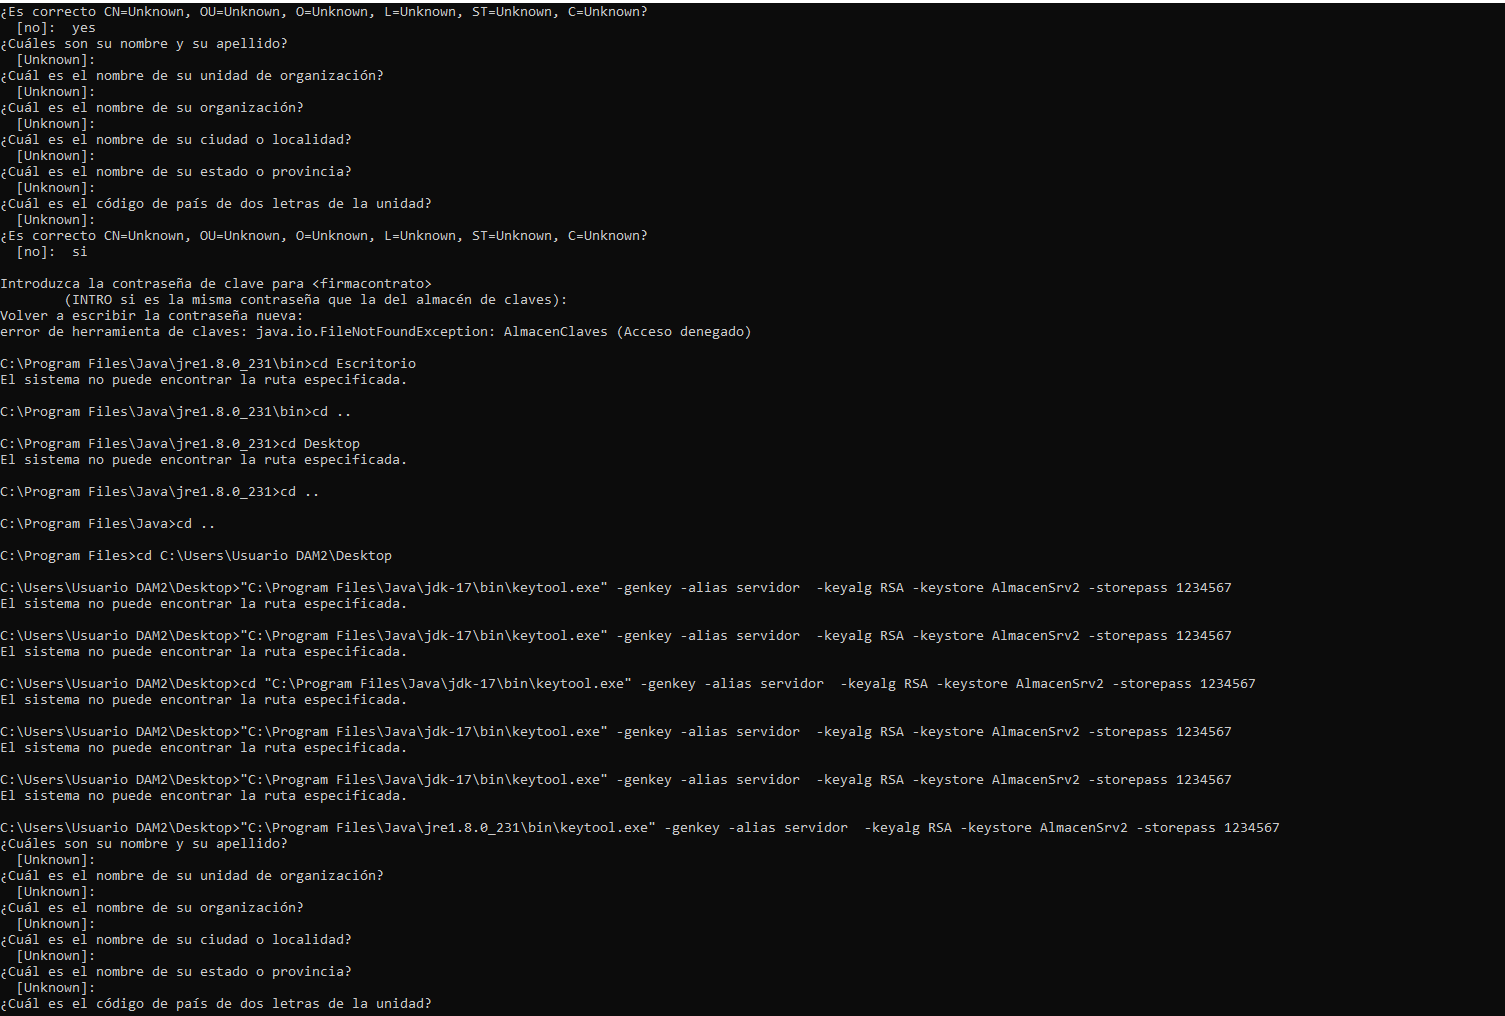 ¿Es correcto CN=Unknown, OU=Unknown, O=Unknown, L=Unknown, ST=Unknown, C=Unknown?
  [no]:  yes
¿Cuáles son su nombre y su apellido?
  [Unknown]:
¿Cuál es el nombre de su unidad de organización?
  [Unknown]:
¿Cuál es el nombre de su organización?
  [Unknown]:
¿Cuál es el nombre de su ciudad o localidad?
  [Unknown]:
¿Cuál es el nombre de su estado o provincia?
  [Unknown]:
¿Cuál es el código de país de dos letras de la unidad?
  [Unknown]:
¿Es correcto CN=Unknown, OU=Unknown, O=Unknown, L=Unknown, ST=Unknown, C=Unknown?
  [no]:  si

Introduzca la contraseña de clave para <firmacontrato>
        (INTRO si es la misma contraseña que la del almacén de claves):
Volver a escribir la contraseña nueva:
error de herramienta de claves: java.io.FileNotFoundException: AlmacenClaves (Acceso denegado)

C:\Program Files\Java\jre1.8.0_231\bin>cd Escritorio
El sistema no puede encontrar la ruta especificada.

C:\Program Files\Java\jre1.8.0_231\bin>cd ..

C:\Program Files\Java\jre1.8.0_231>cd Desktop
El sistema no puede encontrar la ruta especificada.

C:\Program Files\Java\jre1.8.0_231>cd ..

C:\Program Files\Java>cd ..

C:\Program Files>cd C:\Users\Usuario DAM2\Desktop

C:\Users\Usuario DAM2\Desktop>"C:\Program Files\Java\jdk-17\bin\keytool.exe" -genkey -alias servidor  -keyalg RSA -keystore AlmacenSrv2 -storepass 1234567
El sistema no puede encontrar la ruta especificada.

C:\Users\Usuario DAM2\Desktop>"C:\Program Files\Java\jdk-17\bin\keytool.exe" -genkey -alias servidor  -keyalg RSA -keystore AlmacenSrv2 -storepass 1234567
El sistema no puede encontrar la ruta especificada.

C:\Users\Usuario DAM2\Desktop>cd "C:\Program Files\Java\jdk-17\bin\keytool.exe" -genkey -alias servidor  -keyalg RSA -keystore AlmacenSrv2 -storepass 1234567
El sistema no puede encontrar la ruta especificada.

C:\Users\Usuario DAM2\Desktop>"C:\Program Files\Java\jdk-17\bin\keytool.exe" -genkey -alias servidor  -keyalg RSA -keystore AlmacenSrv2 -storepass 1234567
El sistema no puede encontrar la ruta especificada.

C:\Users\Usuario DAM2\Desktop>"C:\Program Files\Java\jdk-17\bin\keytool.exe" -genkey -alias servidor  -keyalg RSA -keystore AlmacenSrv2 -storepass 1234567
El sistema no puede encontrar la ruta especificada.

C:\Users\Usuario DAM2\Desktop>"C:\Program Files\Java\jre1.8.0_231\bin\keytool.exe" -genkey -alias servidor  -keyalg RSA -keystore AlmacenSrv2 -storepass 1234567
¿Cuáles son su nombre y su apellido?
  [Unknown]:
¿Cuál es el nombre de su unidad de organización?
  [Unknown]:
¿Cuál es el nombre de su organización?
  [Unknown]:
¿Cuál es el nombre de su ciudad o localidad?
  [Unknown]:
¿Cuál es el nombre de su estado o provincia?
  [Unknown]:
¿Cuál es el código de país de dos letras de la unidad?